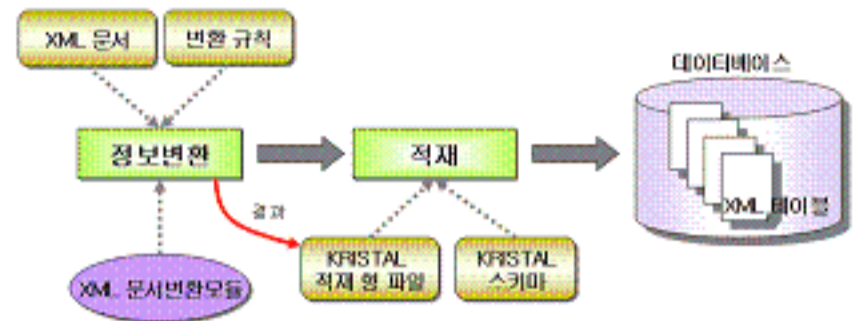 XML 문서
변환 규칙
데이터베이스
정보변환
적재
결과
XML 테이블
KRISTAL
적재 형 파일
KRISTAL
스키마
XML 문서변환모듈